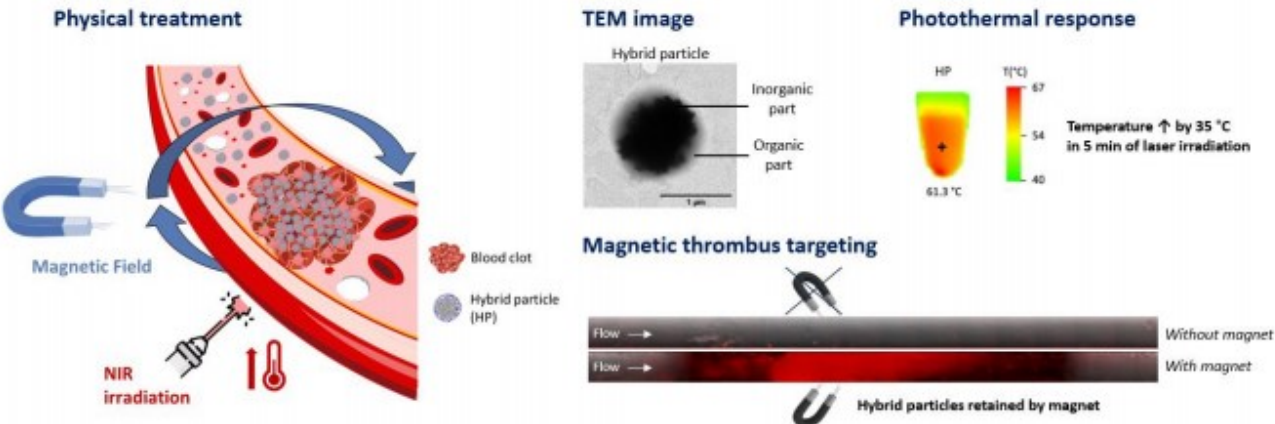 Physical treatment
Magnetic Field
NIR
irradiation
Blood clot
Hybrid particle
(HP)
TEM image
Hybrid particle
Inorganic
part
Organic
part
1 µm
Photothermal response
HP
T(°C)
67
54
40
61.3 °C
Temperature ↑ by 35 °C
in 5 min of laser irradiation
Magnetic thrombus targeting
Flow →
Without magnet
Flow →
With magnet
Hybrid particles retained by magnet